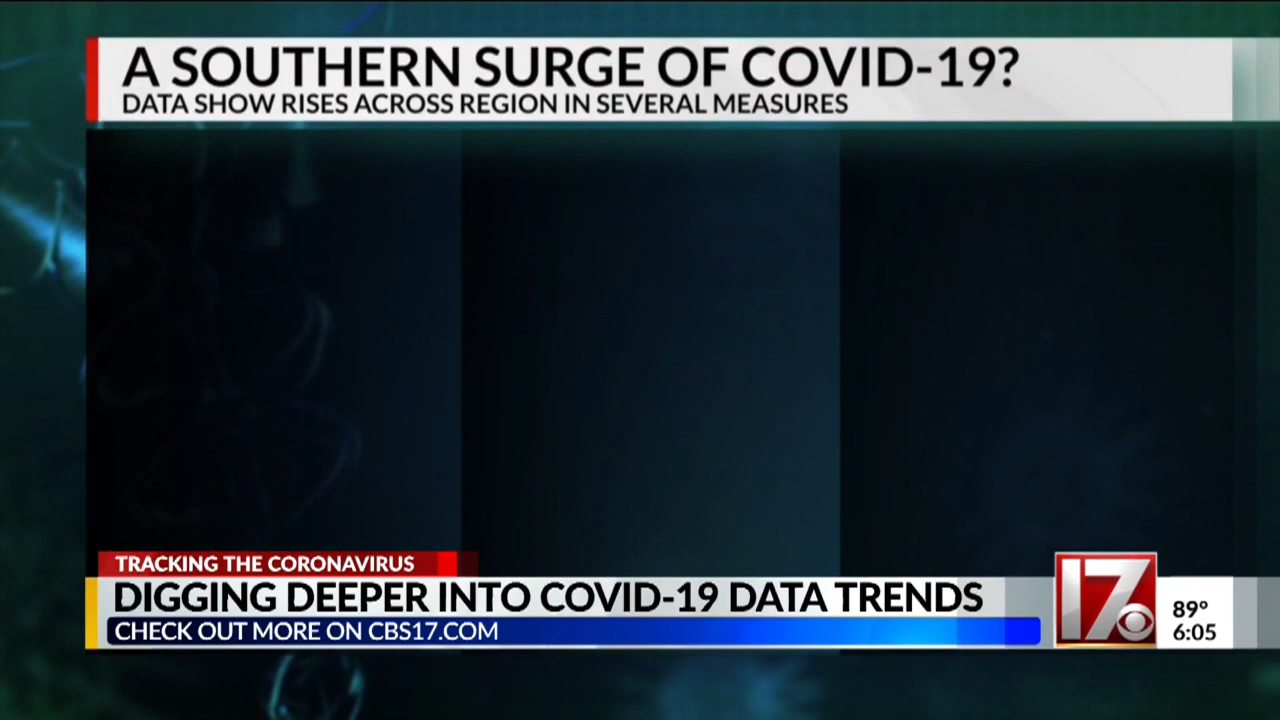 A SOUTHERN SURGE OF COVID-19?
DATA SHOW RISES ACROSS REGION IN SEVERAL MEASURES
TRACKING THE CORONAVIRUS
DIGGING DEEPER INTO COVID-19 DATA TRENDS
CHECK OUT MORE ON CBS17.COM
17
89°
6:05